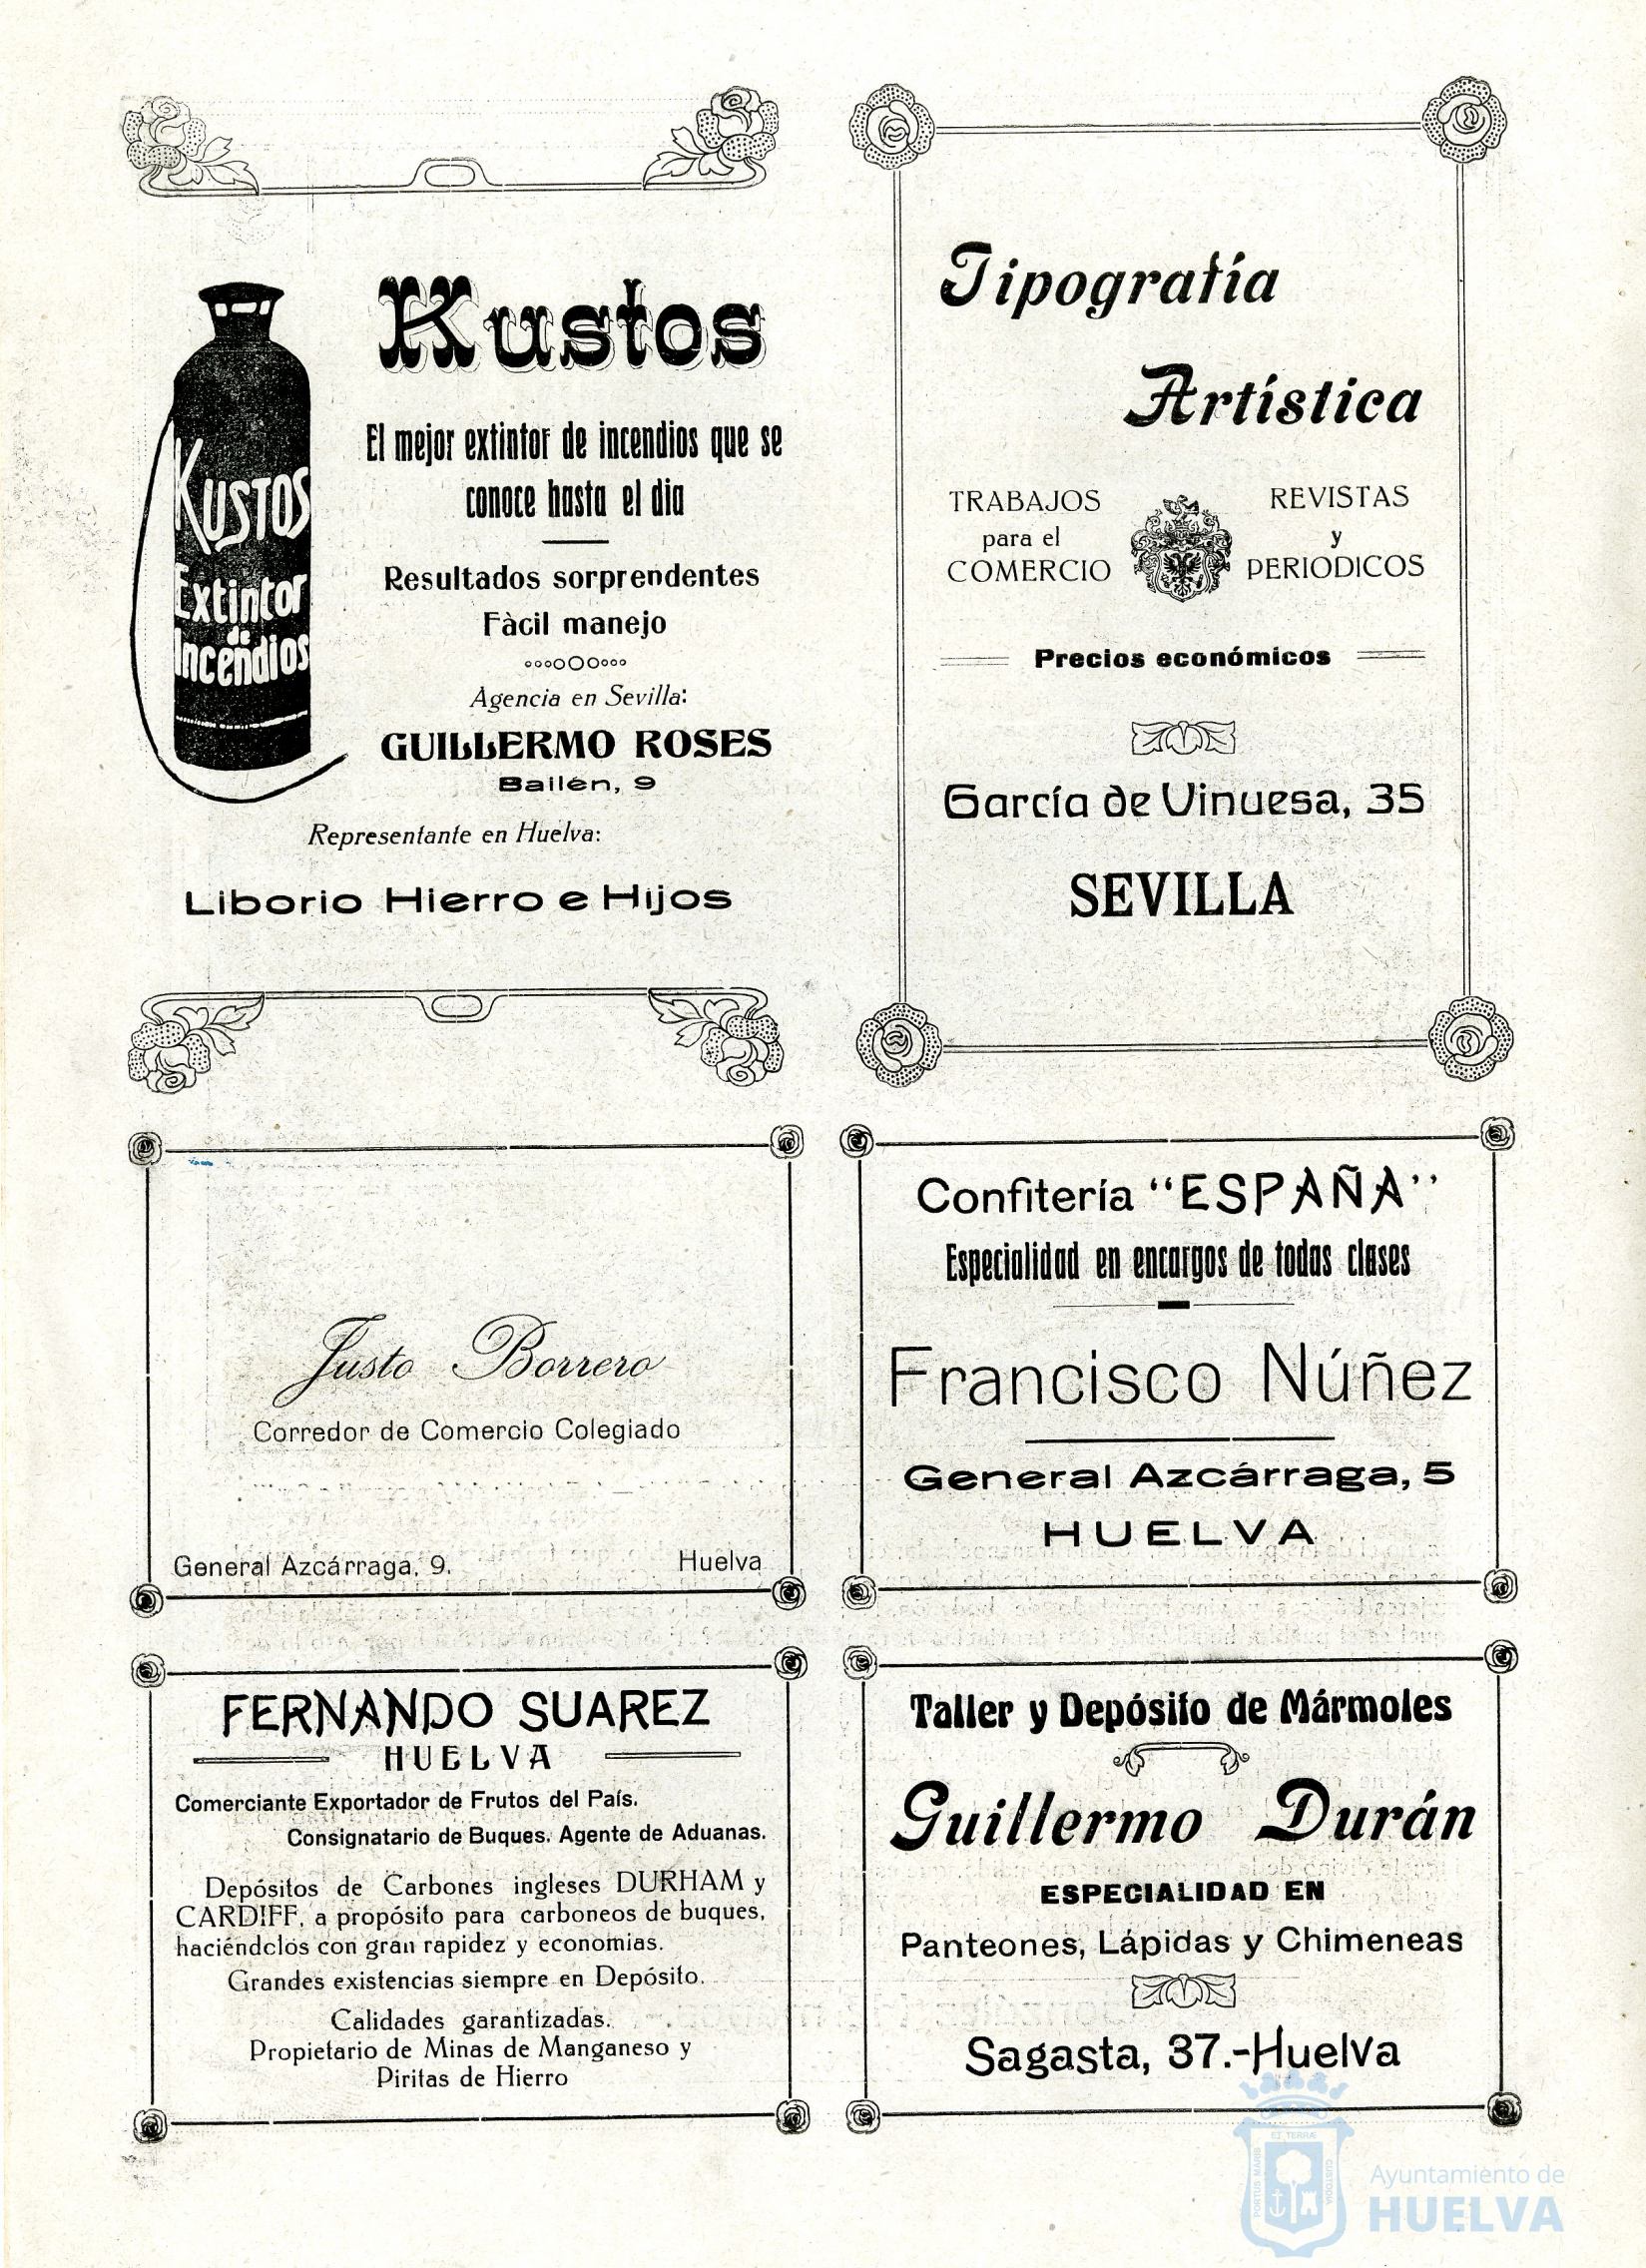 Kustos
El mejor extintor de incendios que se
conoce hasta el dia
Resultados sorprendentes
Fàcil manejo
Agencia en Sevilla:
GUILLERMO ROSES
Bailén, 9
Representante en Huelva:
Liborio Hierro e Hijos
KUSTOS
Extintor
de
Incendios
Tipografía
Artística
TRABAJOS
para el
COMERCIO
REVISTAS
y
PERIODICOS
Precios económicos
García de Vinuesa, 35
SEVILLA
Justo Borrero
Corredor de Comercio Colegiado
General Azcárraga, 9. Huelva
Confitería “ESPAÑA”
Especialidad en encargos de todas clases
Francisco Núñez
General Azcárraga, 5
HUELVA
FERNANDO SUAREZ
HUELVA
Comerciante Exportador de Frutos del País.
Consignatario de Buques. Agente de Aduanas.
Depósitos de Carbones ingleses DURHAM y
CARDIFF, a propósito para carboneos de buques,
haciéndolos con gran rapidez y economias.
Grandes existencias siempre en Depósito.
Calidades garantizadas.
Propietario de Minas de Manganeso y
Piritas de Hierro
Taller y Depósito de Mármoles
Guillermo Durán
ESPECIALIDAD EN
Panteones, Lápidas y Chimeneas
Sagasta, 37.-Huelva
PORTUS MARIS
ET TERRÆ
CUSTODIA
Ayuntamiento de
HUELVA